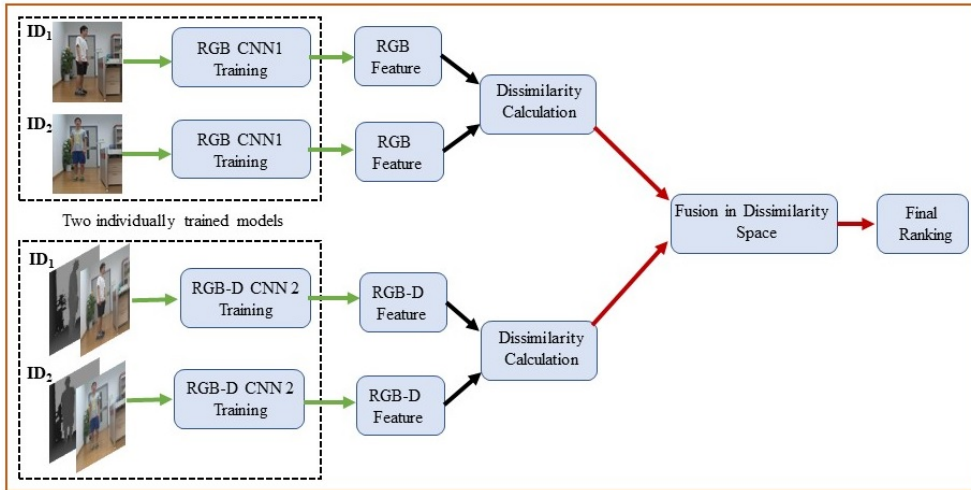 ID1
RGB CNN1
Training
RGB
Feature
Dissimilarity
Calculation
ID2
RGB CNN1
Training
RGB
Feature
Two individually trained models
Fusion in Dissimilarity
Space
Final
Ranking
ID1
RGB-D CNN 2
Training
RGB-D
Feature
Dissimilarity
Calculation
ID2
RGB-D CNN 2
Training
RGB-D
Feature